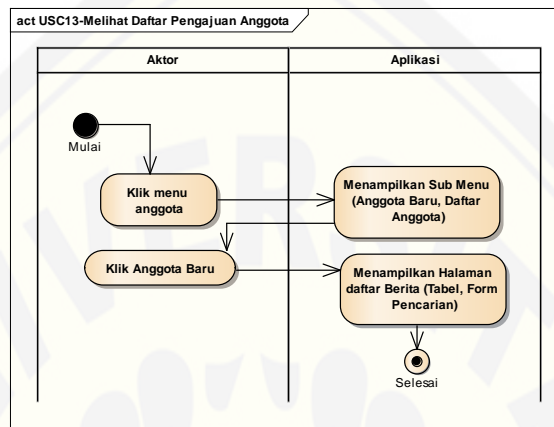 act USC13-Melihat Daftar Pengajuan Anggota
Aktor
Aplikasi
Mulai
Klik menu
anggota
Menampilkan Sub Menu
(Anggota Baru, Daftar
Anggota)
Klik Anggota Baru
Menampilkan Halaman
daftar Berita (Tabel, Form
Pencarian)
Selesai